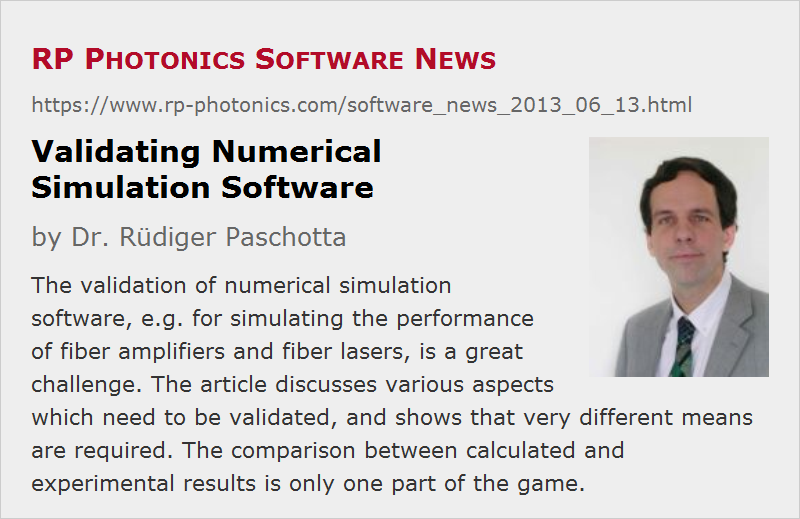 RP PHOTONICS SOFTWARE NEWS
https://www.rp-photonics.com/software_news_2013_06_13.html
Validating Numerical
Simulation Software
by Dr. Rüdiger Paschotta
The validation of numerical simulation
software, e.g. for simulating the performance
of fiber amplifiers and fiber lasers, is a great
challenge. The article discusses various aspects
which need to be validated, and shows that very different means
are required. The comparison between calculated and
experimental results is only one part of the game.